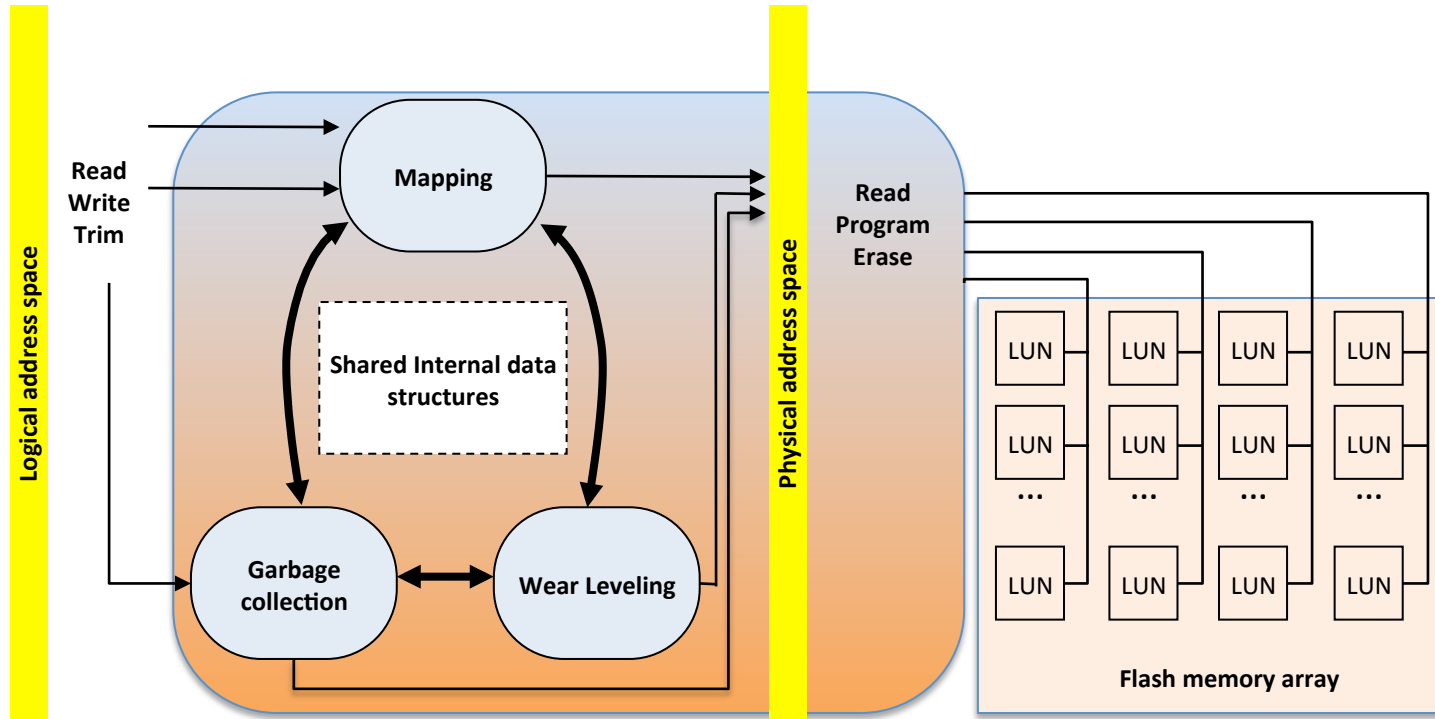 Logical address space
Read
Write
Trim
Mapping
Shared Internal data
structures
Garbage
collection
Wear Leveling
Physical address space
Read
Program
Erase
LUN LUN LUN LUN
LUN LUN LUN LUN
... ... ... ...
LUN LUN LUN LUN
Flash memory array